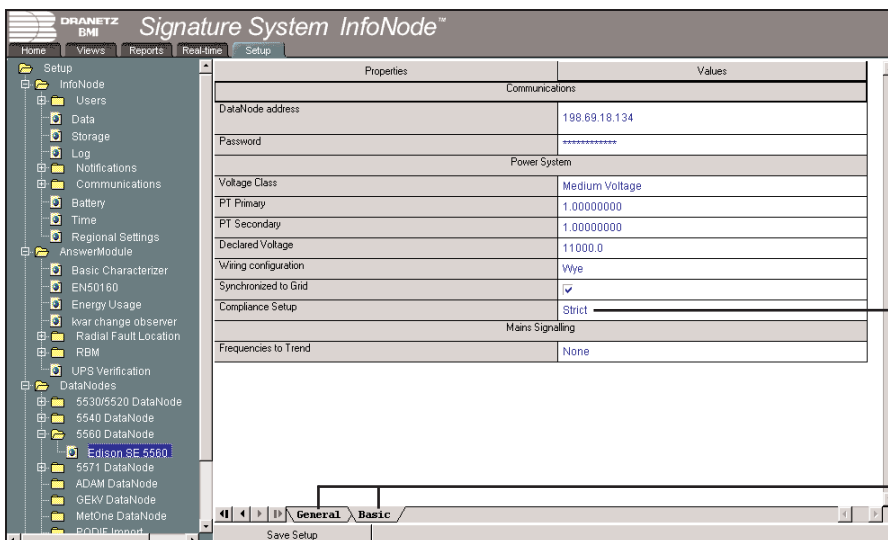 DRANETZ
BMI
Signature System InfoNode™
Home Views Reports Real-time Setup
Setup
InfoNode
Users
Data
Storage
Log
Notifications
Communications
Battery
Time
Regional Settings
AnswerModule
Basic Characterizer
EN50160
Energy Usage
kvar change observer
Radial Fault Location
RBM
UPS Verification
DataNodes
5530/5520 DataNode
5540 DataNode
5560 DataNode
Edison SE 5560
5571 DataNode
ADAM DataNode
GEkV DataNode
MetOne DataNode
PQDIF Import
Properties Values
Communications
DataNode address 198.69.18.134
Password ************
Power System
Voltage Class Medium Voltage
PT Primary 1.00000000
PT Secondary 1.00000000
Declared Voltage 11000.0
Wiring configuration Wye
Synchronized to Grid
Compliance Setup Strict
Mains Signalling
Frequencies to Trend None
General Basic
Save Setup